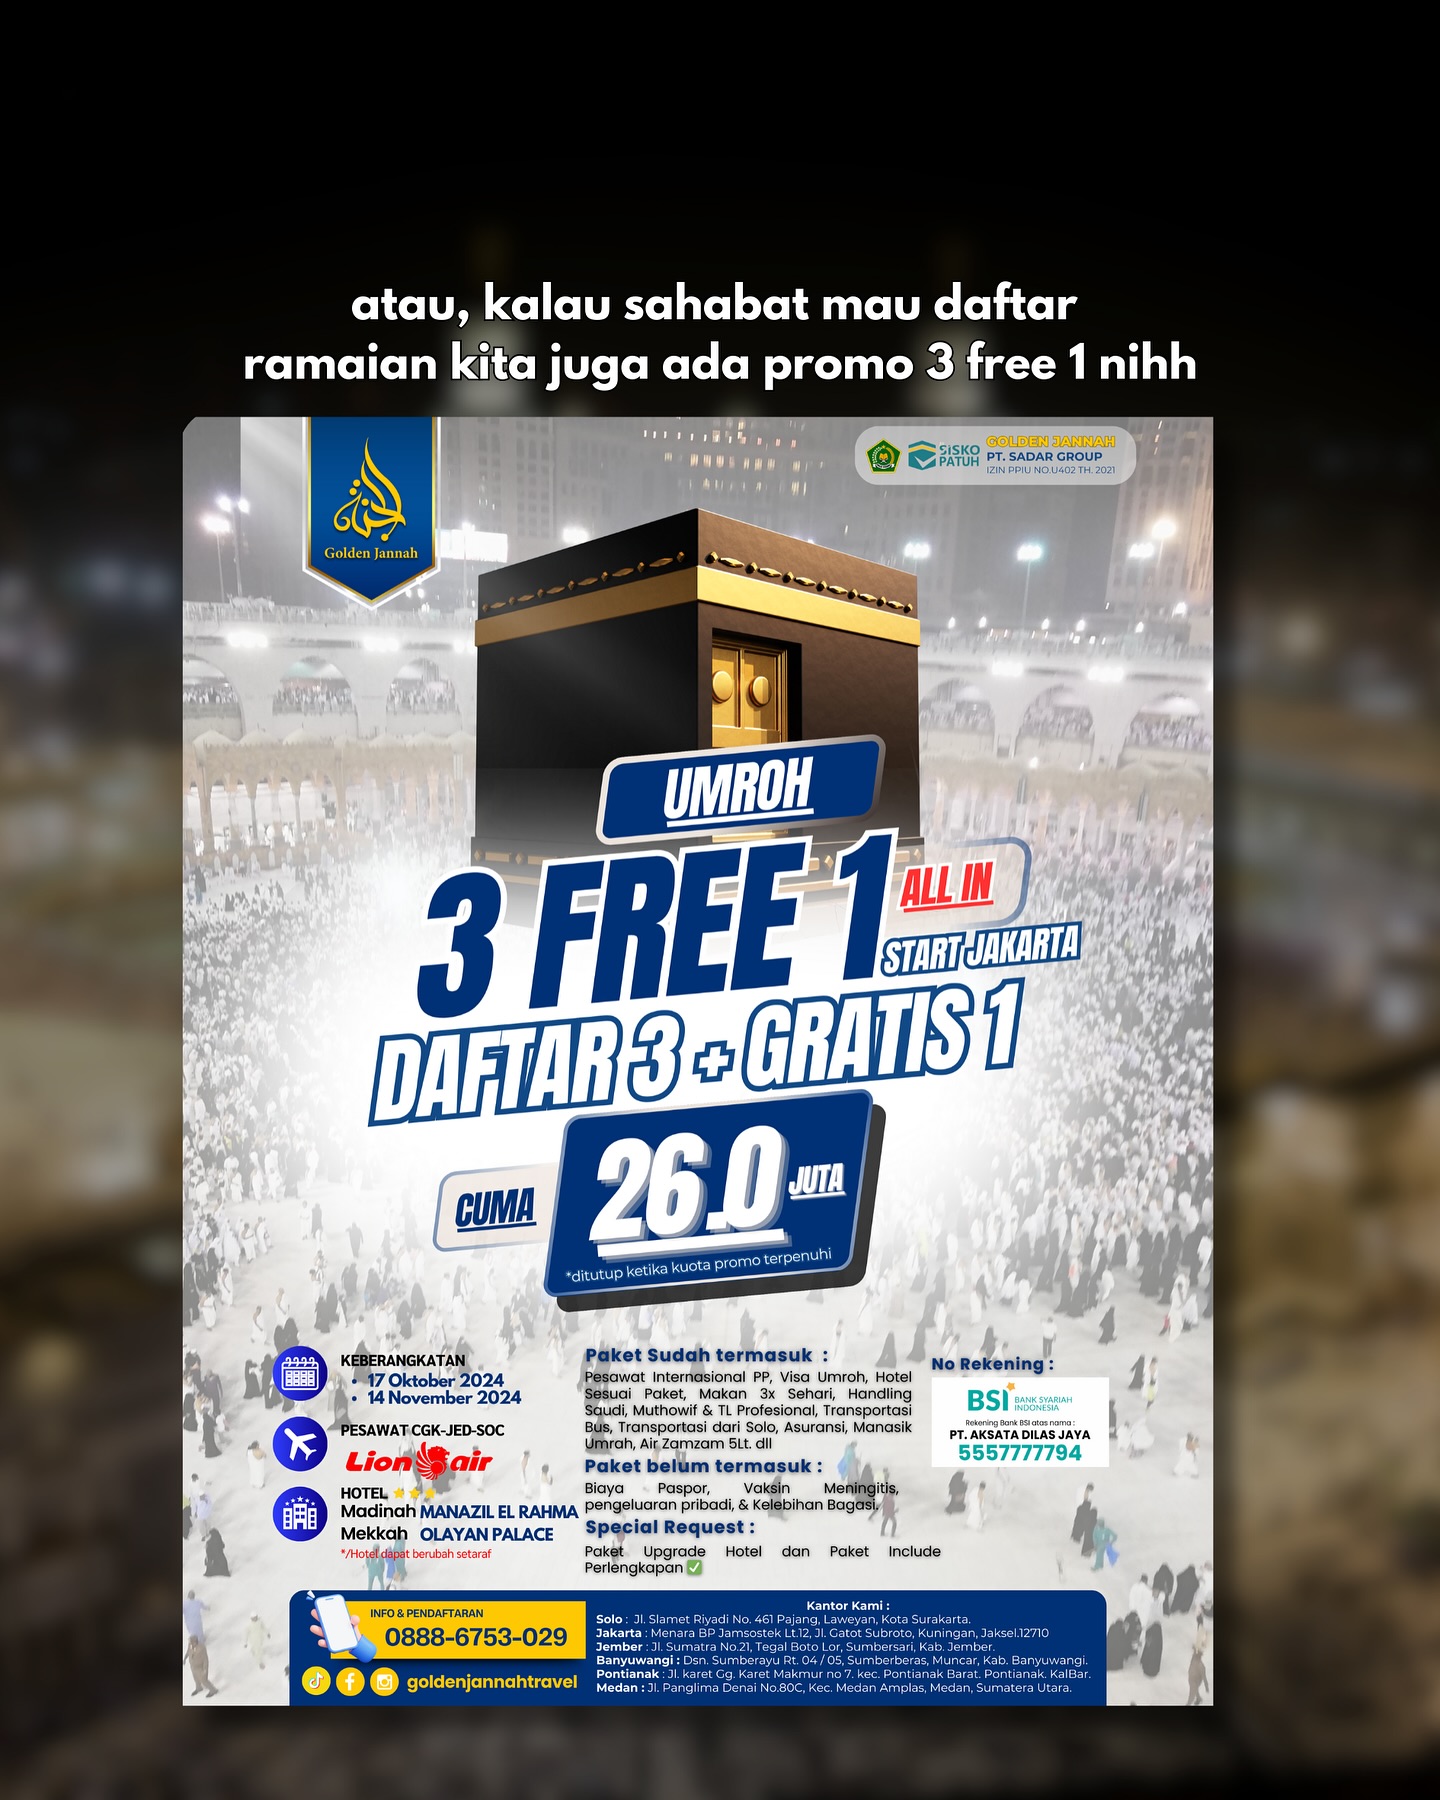 atau, kalau sahabat mau daftar
ramaian kita juga ada promo 3 free 1 nihh
الجنة
Golden Jannah
SISKO
PATUH
GOLDEN JANNAH
PT. SADAR GROUP
IZIN PPIU NO.U402 TH. 2021
UMROH
3 FREE 1
ALL IN
START JAKARTA
DAFTAR 3 + GRATIS 1
CUMA
26.0 JUTA
*ditutup ketika kuota promo terpenuhi
KEBERANGKATAN
• 17 Oktober 2024
• 14 November 2024
PESAWAT CGK-JED-SOC
Lion air
HOTEL
Madinah MANAZIL EL RAHMA
Mekkah OLAYAN PALACE
*/Hotel dapat berubah setaraf
Paket Sudah termasuk :
Pesawat Internasional PP, Visa Umroh, Hotel
Sesuai Paket, Makan 3x Sehari, Handling
Saudi, Muthowif & TL Profesional, Transportasi
Bus, Transportasi dari Solo, Asuransi, Manasik
Umrah, Air Zamzam 5Lt. dll
Paket belum termasuk :
Biaya Paspor, Vaksin Meningitis,
pengeluaran pribadi, & Kelebihan Bagasi.
Special Request :
Paket Upgrade Hotel dan Paket Include
Perlengkapan ✅
No Rekening :
BSI BANK SYARIAH
INDONESIA
Rekening Bank BSI atas nama :
PT. AKSATA DILAS JAYA
5557777794
INFO & PENDAFTARAN
0888-6753-029
goldenjannahtravel
Kantor Kami :
Solo : Jl. Slamet Riyadi No. 461 Pajang, Laweyan, Kota Surakarta.
Jakarta : Menara BP Jamsostek Lt.12, Jl. Gatot Subroto, Kuningan, Jaksel.12710
Jember : Jl. Sumatra No.21, Tegal Boto Lor, Sumbersari, Kab. Jember.
Banyuwangi : Dsn. Sumberayu Rt. 04 / 05, Sumberberas, Muncar, Kab. Banyuwangi.
Pontianak : Jl. karet Gg. Karet Makmur no 7. kec. Pontianak Barat. Pontianak. KalBar.
Medan : Jl. Panglima Denai No.80C, Kec. Medan Amplas, Medan, Sumatera Utara.